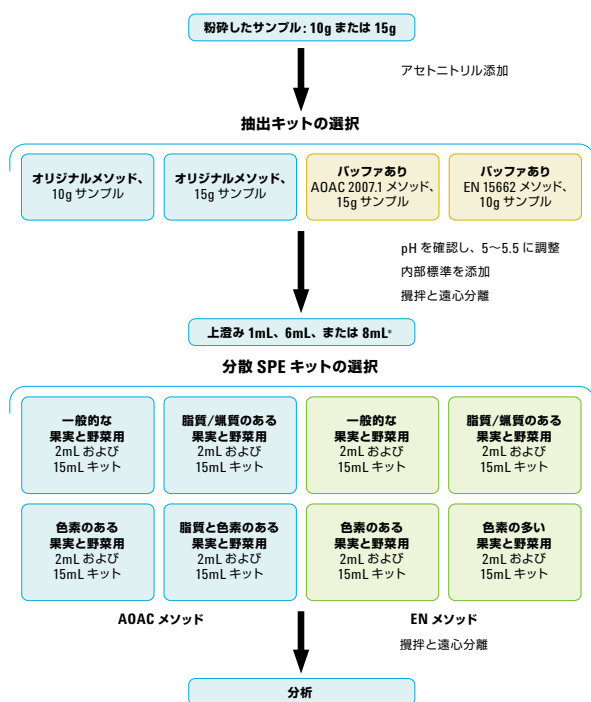 粉砕したサンプル: 10g または 15g
アセトニトリル添加
抽出キットの選択
オリジナルメソッド、
10g サンプル
オリジナルメソッド、
15g サンプル
バッファあり
AOAC 2007.1 メソッド、
15g サンプル
バッファあり
EN 15662 メソッド、
10g サンプル
pH を確認し、5～5.5 に調整
内部標準を添加
攪拌と遠心分離
上澄み 1mL、6mL、または 8mL*
分散 SPE キットの選択
一般的な
果実と野菜用
2mL および
15mL キット
脂質/蝋質のある
果実と野菜用
2mL および
15mL キット
一般的な
果実と野菜用
2mL および
15mL キット
脂質/蝋質のある
果実と野菜用
2mL および
15mL キット
色素のある
果実と野菜用
2mL および
15mL キット
脂質と色素のある
果実と野菜用
2mL および
15mL キット
色素のある
果実と野菜用
2mL および
15mL キット
色素の多い
果実と野菜用
2mL および
15mL キット
AOAC メソッド
EN メソッド
攪拌と遠心分離
分析